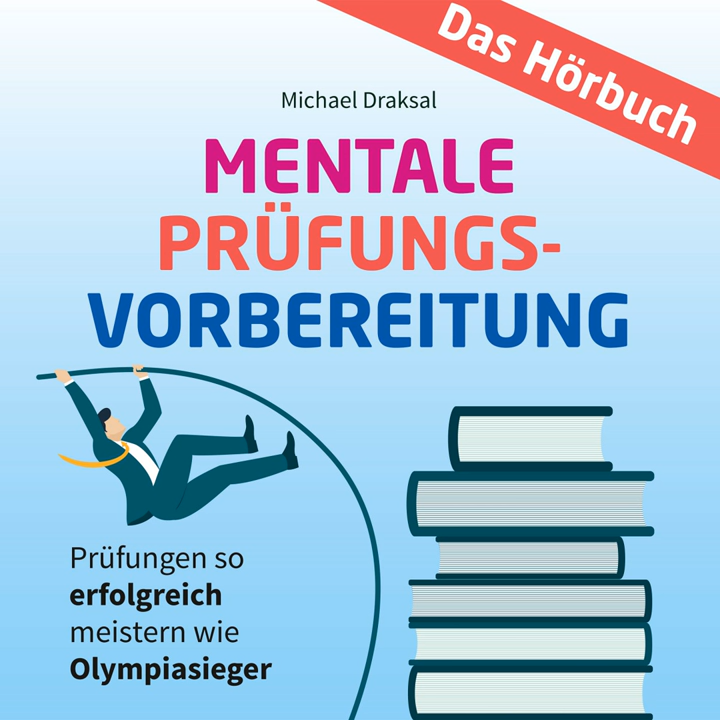 Das Hörbuch
Michael Draksal
MENTALE
PRÜFUNGS-
VORBEREITUNG
Prüfungen so
erfolgreich
meistern wie
Olympiasieger